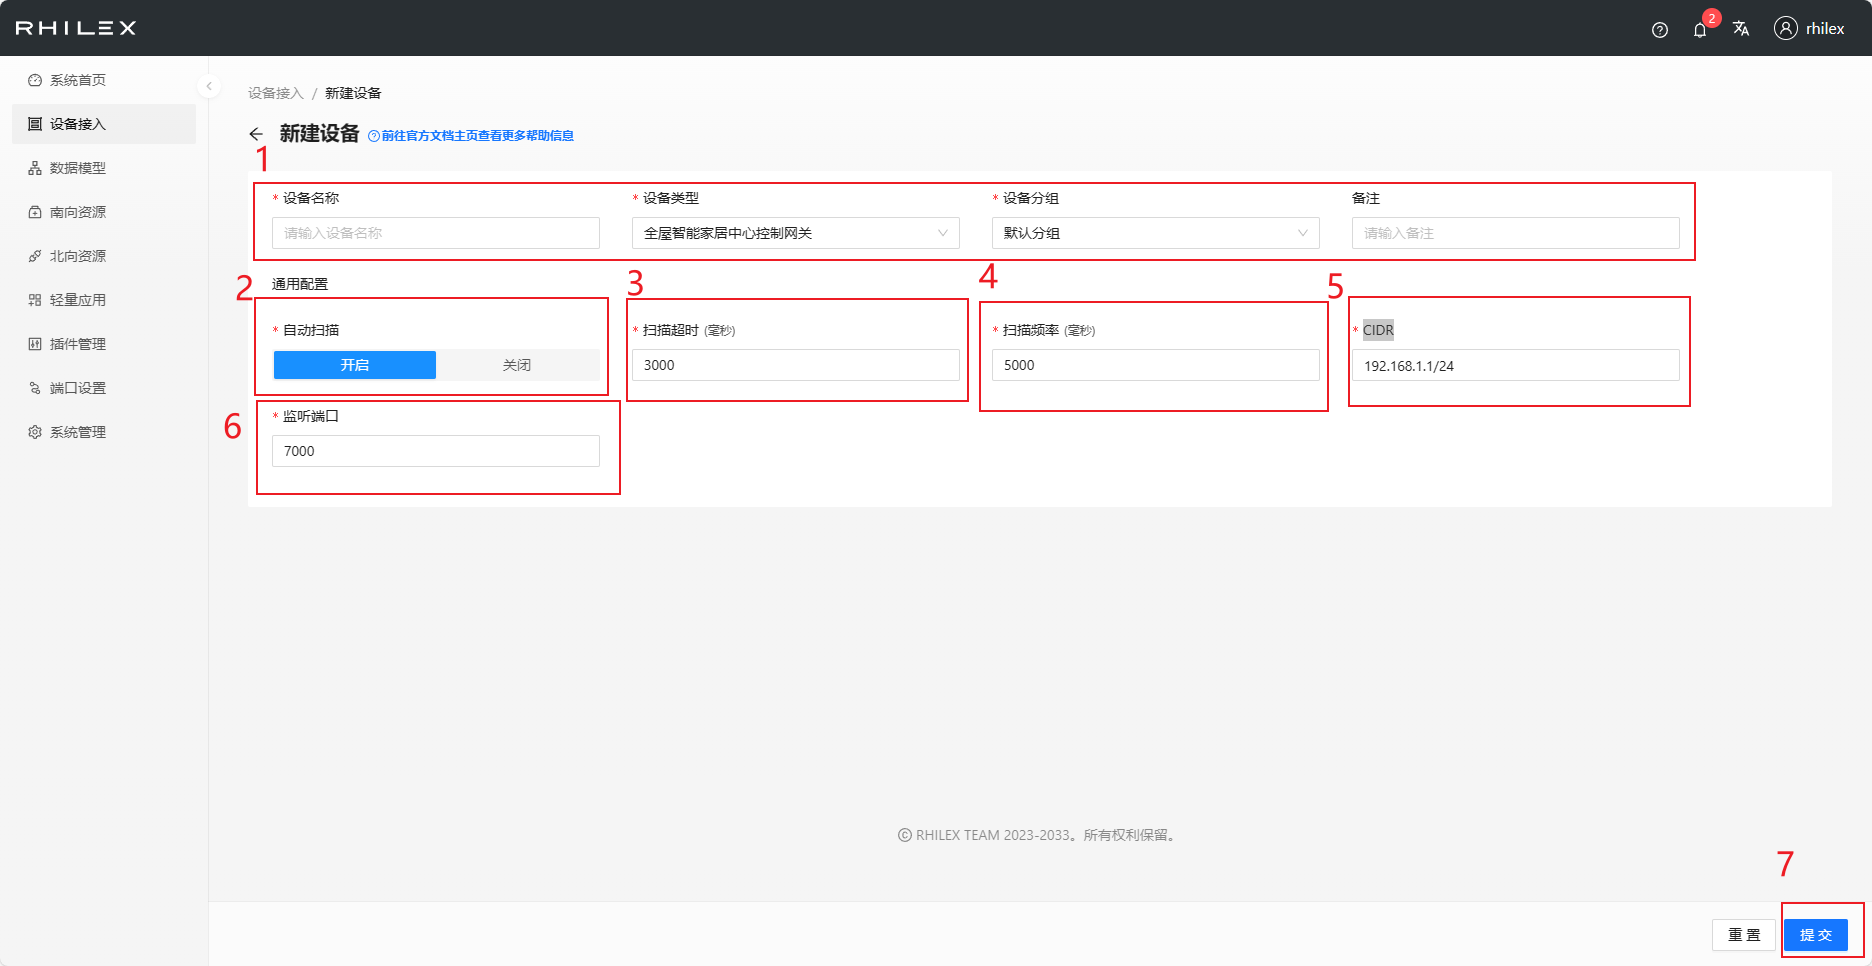 RHILEX
2
rhilex
系统首页
设备接入
数据模型
南向资源
北向资源
轻量应用
插件管理
端口设置
系统管理
设备接入 / 新建设备
新建设备 前往官方文档主页查看更多帮助信息
1
* 设备名称
请输入设备名称
* 设备类型
全屋智能家居中心控制网关
* 设备分组
默认分组
备注
请输入备注
通用配置
2
* 自动扫描
开启 关闭
3
* 扫描超时 (毫秒)
3000
4
* 扫描频率 (毫秒)
5000
5
* CIDR
192.168.1.1/24
6
* 监听端口
7000
© RHILEX TEAM 2023-2033。所有权利保留。
7
重 置
提 交